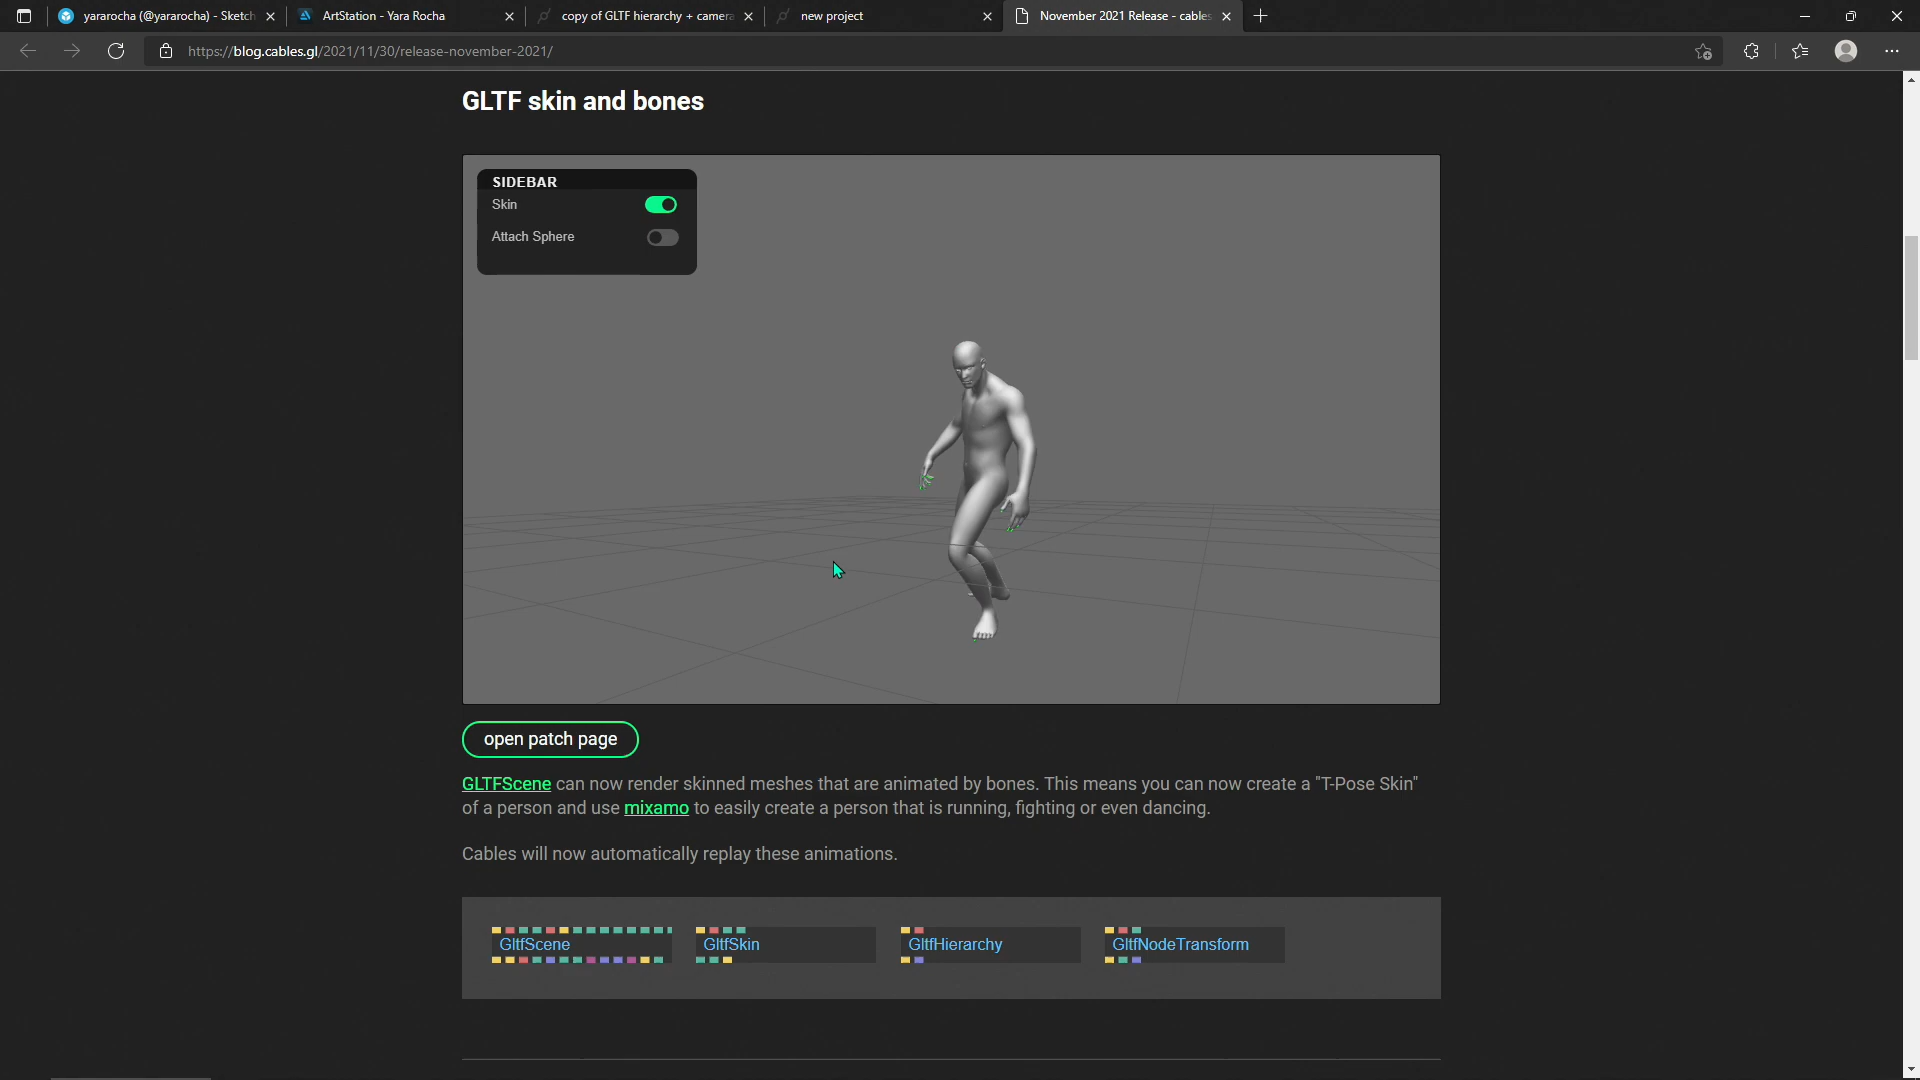 yararocha (@yararocha) - Sketch
ArtStation - Yara Rocha
copy of GLTF hierarchy + camera
new project
November 2021 Release - cables
https://blog.cables.gl/2021/11/30/release-november-2021/
GLTF skin and bones
SIDEBAR
Skin
Attach Sphere
open patch page
GLTFScene can now render skinned meshes that are animated by bones. This means you can now create a "T-Pose Skin"
of a person and use mixamo to easily create a person that is running, fighting or even dancing.
Cables will now automatically replay these animations.
GltfScene
GltfSkin
GltfHierarchy
GltfNodeTransform